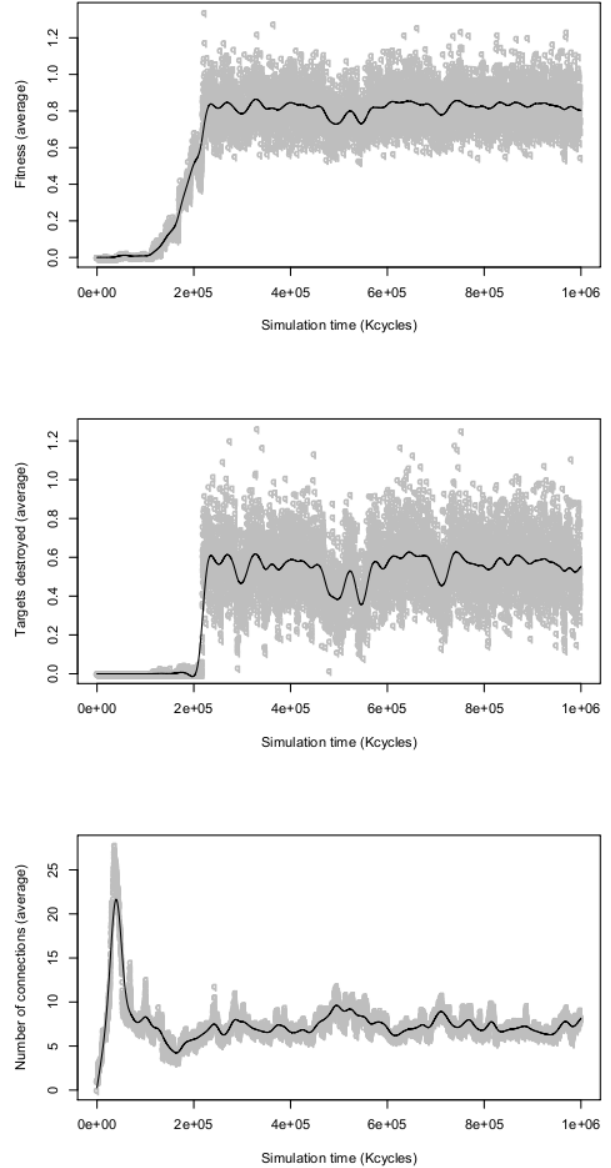 Fitness (average)
0.0 0.2 0.4 0.6 0.8 1.0 1.2
0e+00 2e+05 4e+05 6e+05 8e+05 1e+06
Simulation time (Kcycles)
Targets destroyed (average)
0.0 0.2 0.4 0.6 0.8 1.0 1.2
0e+00 2e+05 4e+05 6e+05 8e+05 1e+06
Simulation time (Kcycles)
Number of connections (average)
0 5 10 15 20 25
0e+00 2e+05 4e+05 6e+05 8e+05 1e+06
Simulation time (Kcycles)